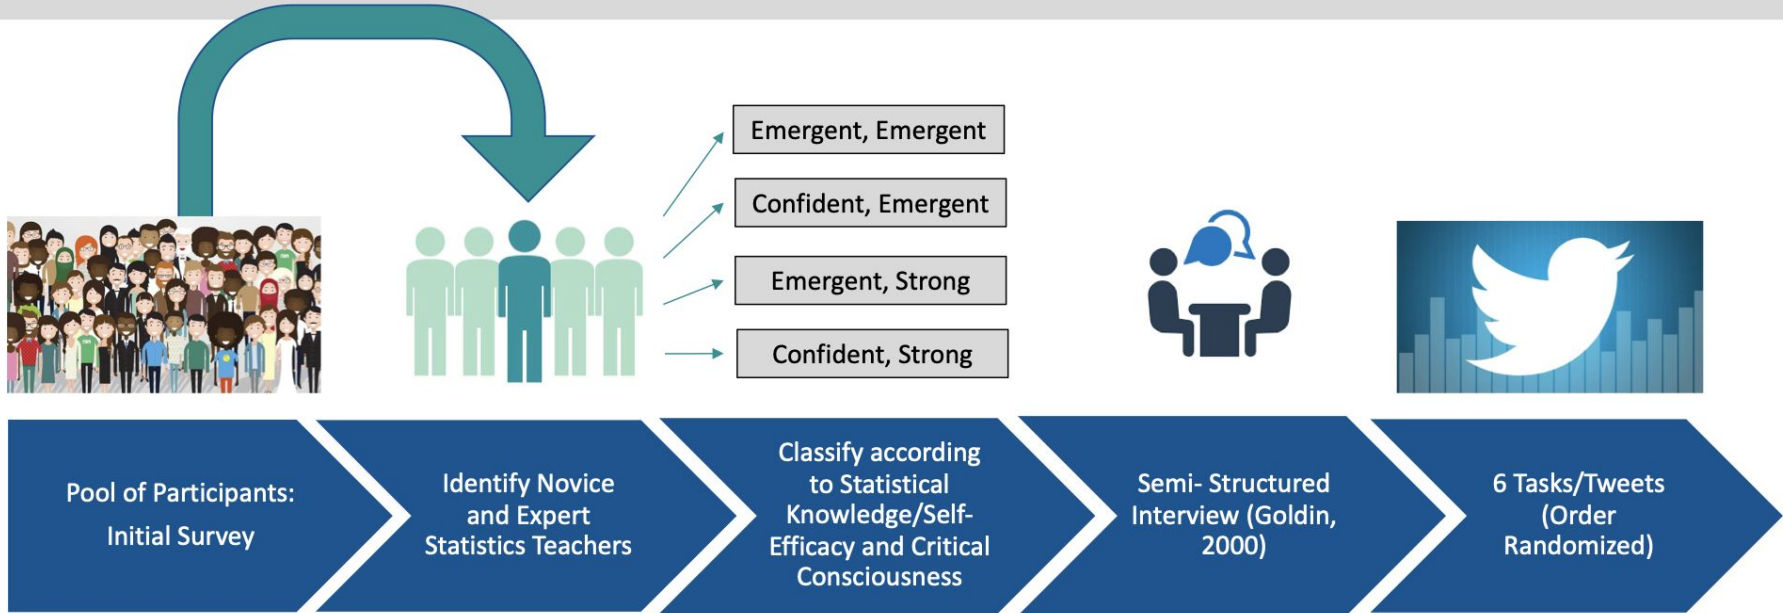 Emergent, Emergent
Confident, Emergent
Emergent, Strong
Confident, Strong
Pool of Participants:
Initial Survey
Identify Novice
and Expert
Statistics Teachers
Classify according
to Statistical
Knowledge/Self-
Efficacy and Critical
Consciousness
Semi- Structured
Interview (Goldin,
2000)
6 Tasks/Tweets
(Order
Randomized)